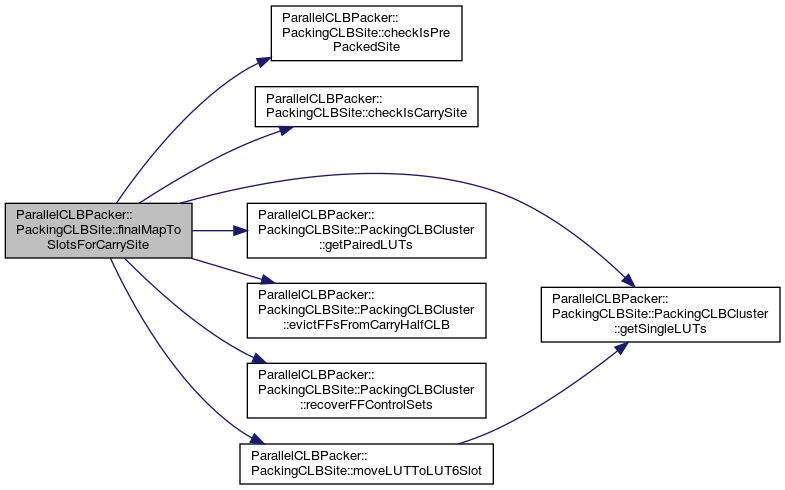 ParallelCLBPacker::
PackingCLBSite::checkIsPre
PackedSite
ParallelCLBPacker::
PackingCLBSite::checkIsCarrySite
ParallelCLBPacker::
PackingCLBSite::finalMapTo
SlotsForCarrySite
ParallelCLBPacker::
PackingCLBSite::PackingCLBCluster
::getPairedLUTs
ParallelCLBPacker::
PackingCLBSite::PackingCLBCluster
::evictFFsFromCarryHalfCLB
ParallelCLBPacker::
PackingCLBSite::PackingCLBCluster
::getSingleLUTs
ParallelCLBPacker::
PackingCLBSite::PackingCLBCluster
::recoverFFControlSets
ParallelCLBPacker::
PackingCLBSite::moveLUTToLUT6Slot